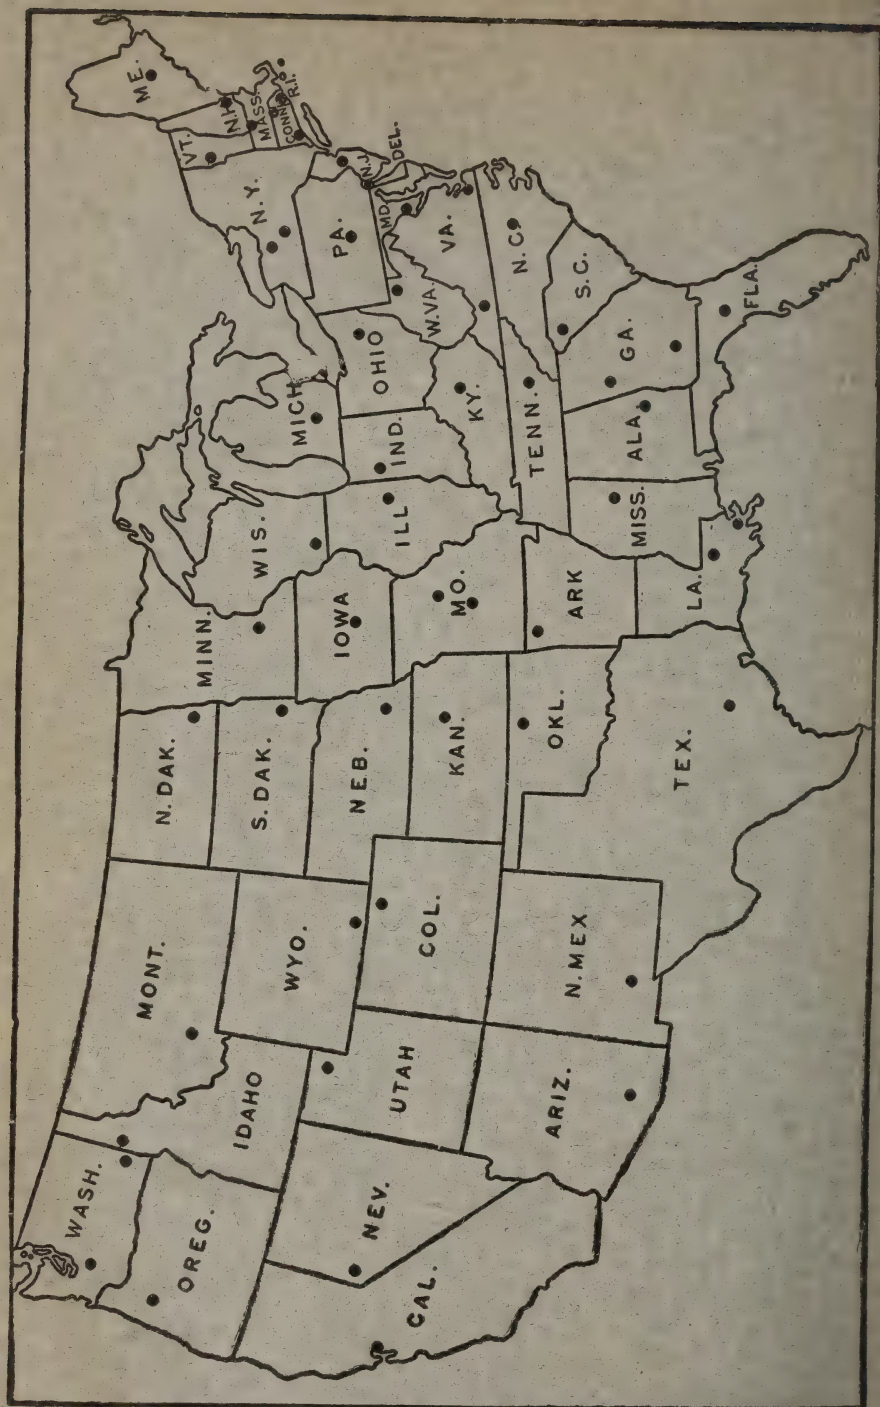 WASH.
OREG.
CAL.
NEV.
IDAHO
MONT.
WYO.
UTAH
ARIZ.
COL.
N. MEX
N. DAK.
S. DAK.
NEB.
KAN.
OKL.
TEX.
MINN.
IOWA
MO.
ARK
LA.
WIS.
ILL
MICH
IND.
OHIO
KY.
TENN.
MISS.
ALA.
GA.
FLA.
S.C.
N.C.
VA.
W.VA.
MD.
DEL.
PA.
N.J.
N.Y.
VT.
N.H.
ME.
MASS.
CONN.
R.I.